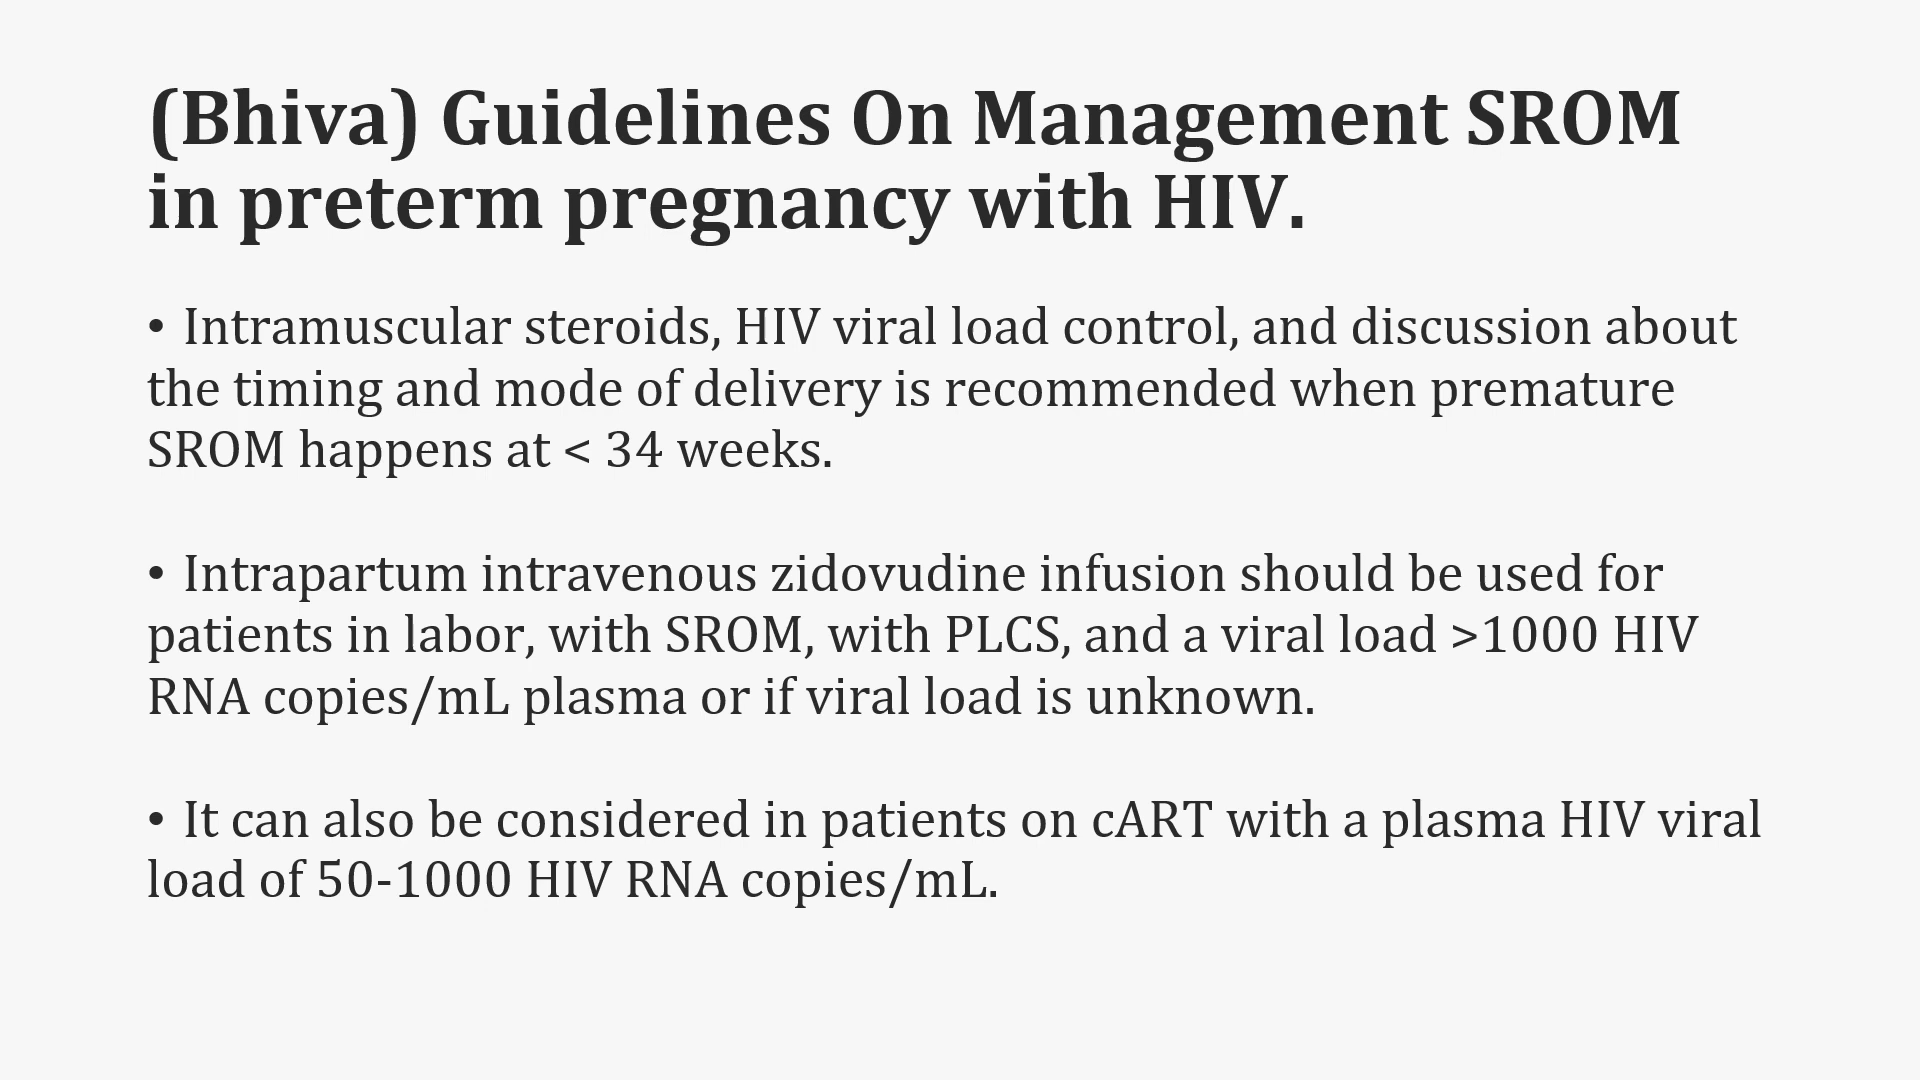 (Bhiva) Guidelines On Management SROM
in preterm pregnancy with HIV.
• Intramuscular steroids, HIV viral load control, and discussion about
the timing and mode of delivery is recommended when premature
SROM happens at < 34 weeks.
• Intrapartum intravenous zidovudine infusion should be used for
patients in labor, with SROM, with PLCS, and a viral load >1000 HIV
RNA copies/mL plasma or if viral load is unknown.
• It can also be considered in patients on cART with a plasma HIV viral
load of 50-1000 HIV RNA copies/mL.